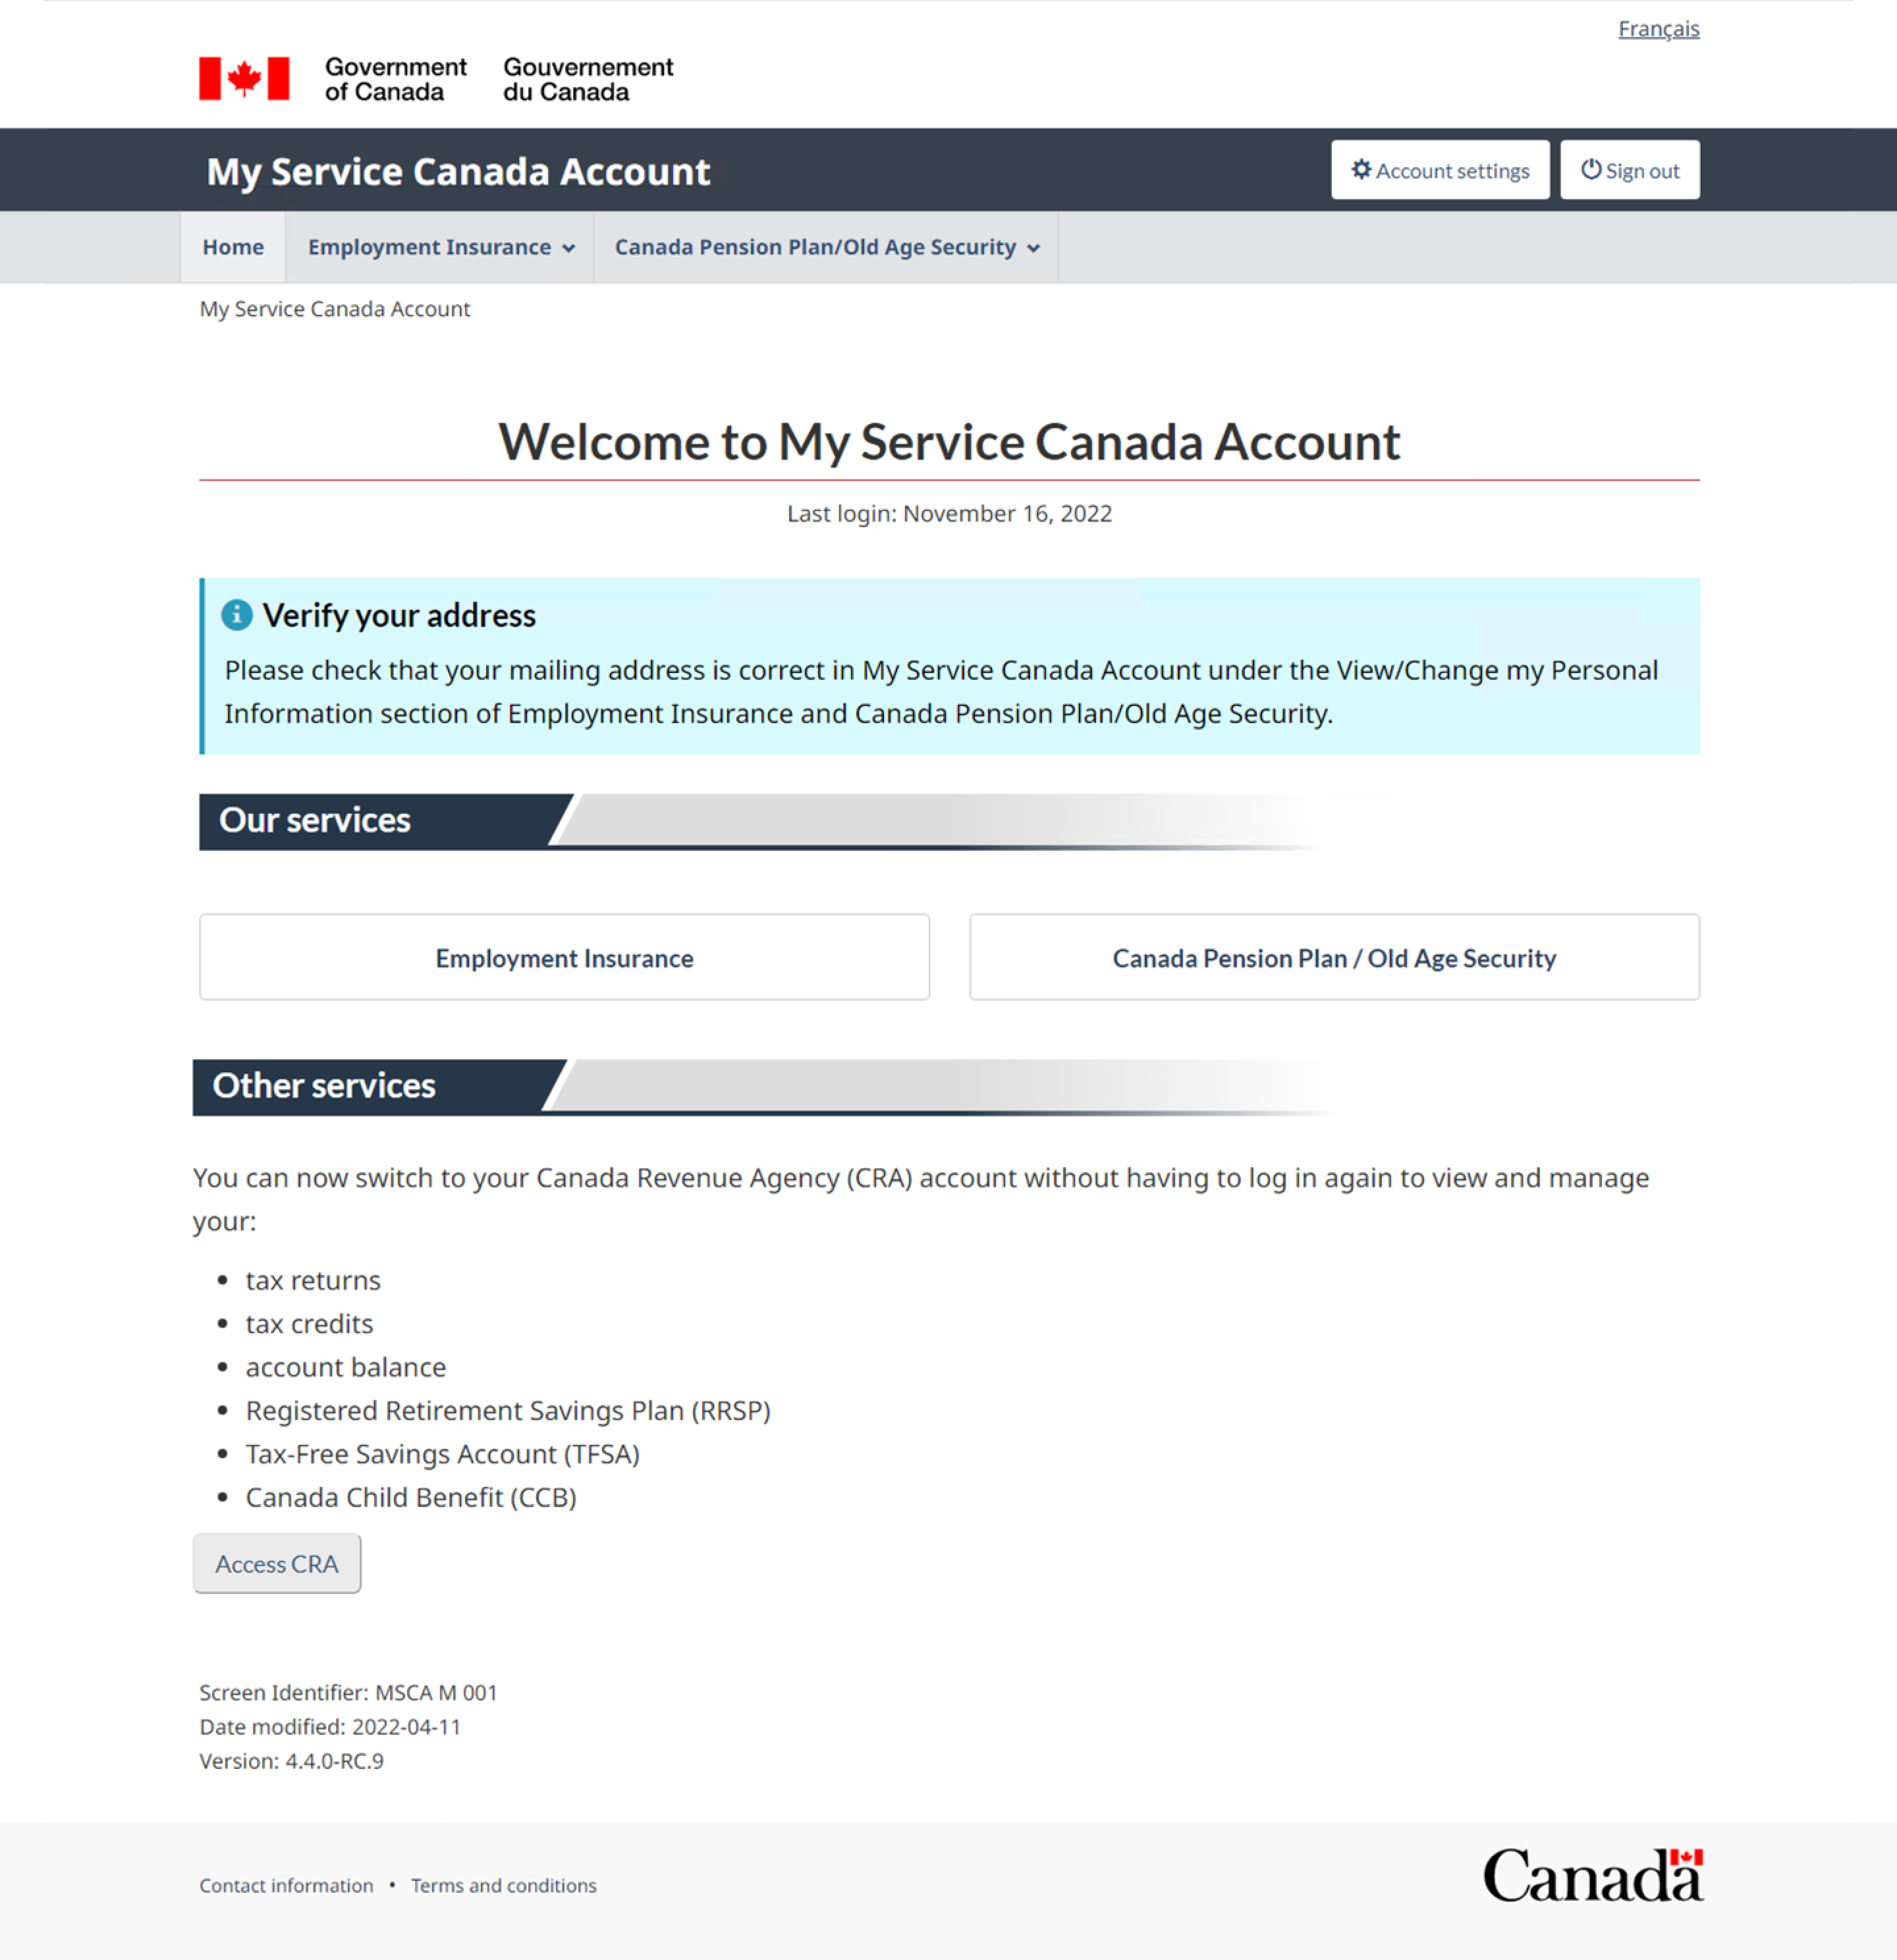 Français
Government of Canada
Gouvernement du Canada
My Service Canada Account
Account settings
Sign out
Home
Employment Insurance
Canada Pension Plan/Old Age Security
My Service Canada Account
Welcome to My Service Canada Account
Last login: November 16, 2022
Verify your address
Please check that your mailing address is correct in My Service Canada Account under the View/Change my Personal
Information section of Employment Insurance and Canada Pension Plan/Old Age Security.
Our services
Employment Insurance
Canada Pension Plan / Old Age Security
Other services
You can now switch to your Canada Revenue Agency (CRA) account without having to log in again to view and manage
your:
• tax returns
• tax credits
• account balance
• Registered Retirement Savings Plan (RRSP)
• Tax-Free Savings Account (TFSA)
• Canada Child Benefit (CCB)
Access CRA
Screen Identifier: MSCA M 001
Date modified: 2022-04-11
Version: 4.4.0-RC.9
Contact information • Terms and conditions
Canada